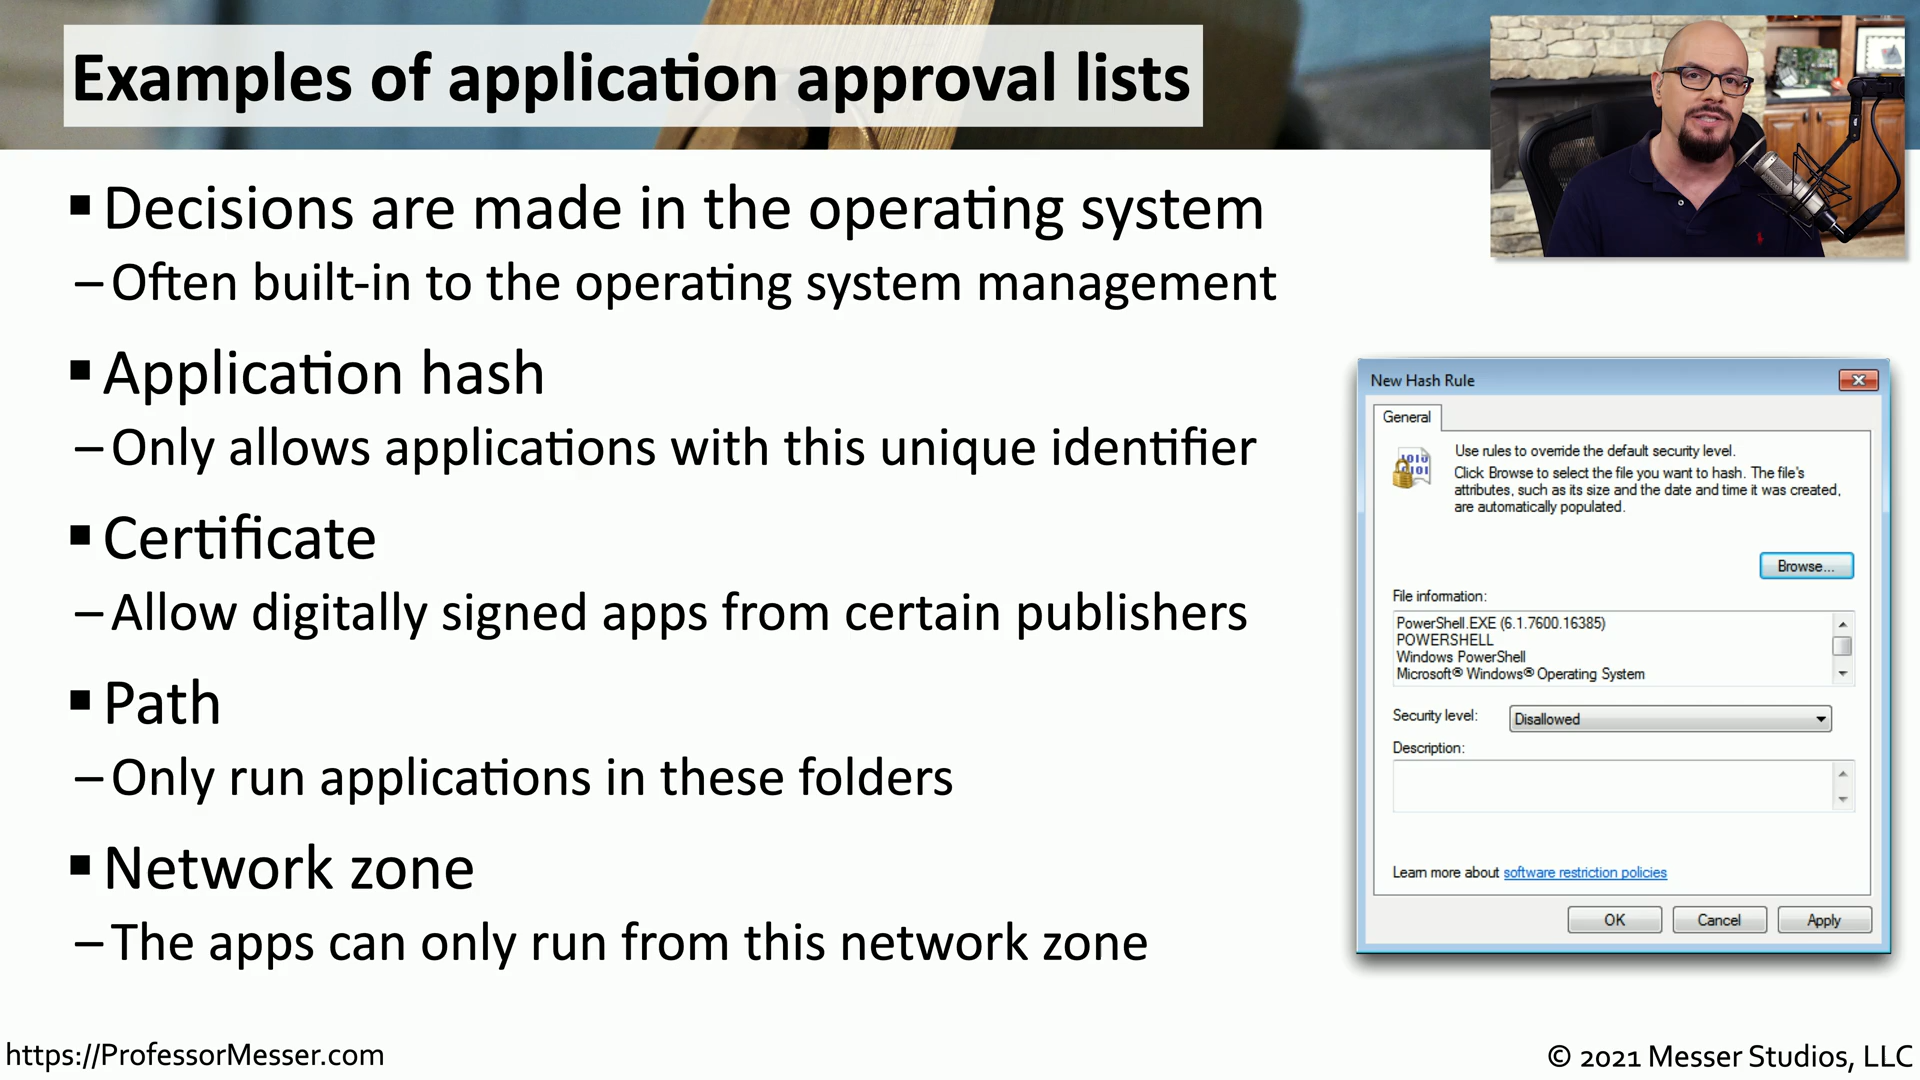 Examples of application approval lists
▪ Decisions are made in the operating system
– Often built-in to the operating system management
▪ Application hash
– Only allows applications with this unique identifier
▪ Certificate
– Allow digitally signed apps from certain publishers
▪ Path
– Only run applications in these folders
▪ Network zone
– The apps can only run from this network zone
New Hash Rule
General
Use rules to override the default security level.
Click Browse to select the file you want to hash. The file's
attributes, such as its size and the date and time it was created,
are automatically populated.
Browse...
File information:
PowerShell.EXE (6.1.7600.16385)
POWERSHELL
Windows PowerShell
Microsoft® Windows® Operating System
Security level:
Disallowed
Description:
Learn more about software restriction policies
OK
Cancel
Apply
https://ProfessorMesser.com
© 2021 Messer Studios, LLC